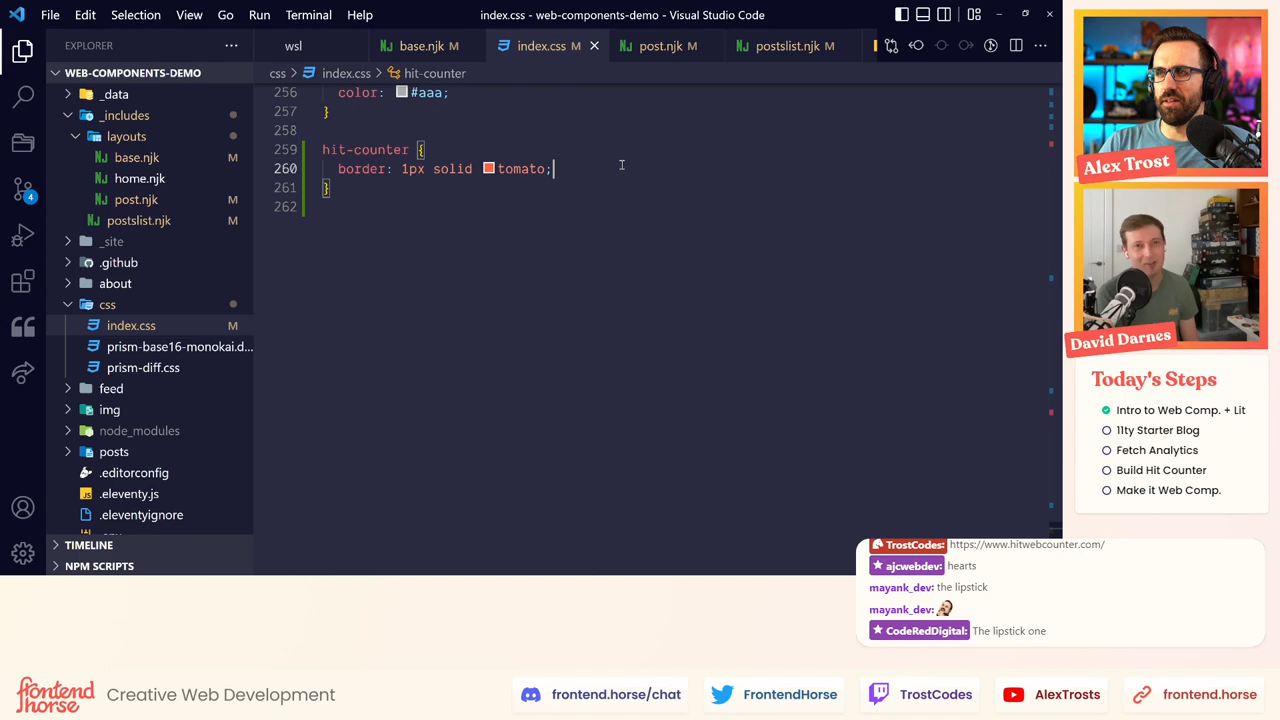 File Edit Selection View Go Run Terminal Help
index.css - web-components-demo - Visual Studio Code
EXPLORER
WEB-COMPONENTS-DEMO
_data
_includes
layouts
base.njk M
home.njk
post.njk M
postslist.njk M
_site
.github
about
css
index.css M
prism-base16-monokai.d...
prism-diff.css
feed
img
node_modules
posts
.editorconfig
.eleventy.js
.eleventyignore
TIMELINE
NPM SCRIPTS
4
wsl
base.njk M
index.css M
post.njk M
postslist.njk M
css > index.css > hit-counter
256 color: #aaa;
257 }
258
259 hit-counter {
260 border: 1px solid tomato;
261 }
262
Alex Trost
David Darnes
Today's Steps
Intro to Web Comp. + Lit
11ty Starter Blog
Fetch Analytics
Build Hit Counter
Make it Web Comp.
TrostCodes: https://www.hitwebcounter.com/
ajcwebdev: hearts
mayank_dev: the lipstick
mayank_dev:
CodeRedDigital: The lipstick one
frontend
horse
Creative Web Development
frontend.horse/chat
FrontendHorse
TrostCodes
AlexTrosts
frontend.horse